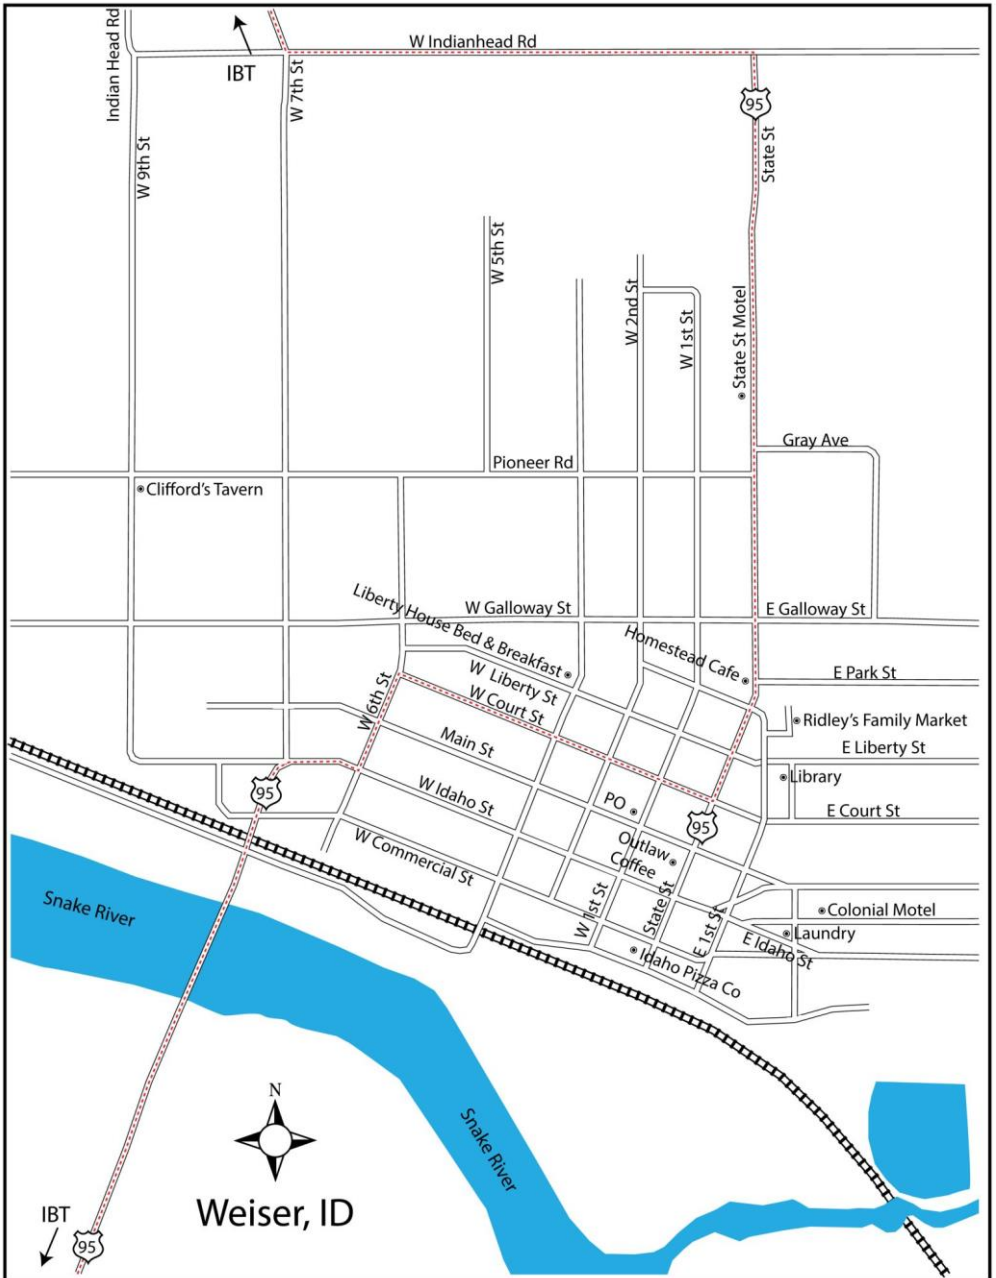 Indian Head Rd
IBT
W Indianhead Rd
W 7th St
95
State St
W 9th St
W 5th St
W 2nd St
W 1st St
State St Motel
Gray Ave
Pioneer Rd
Clifford's Tavern
Liberty House Bed & Breakfast
W Galloway St
E Galloway St
Homestead Cafe
W Liberty St
E Park St
W 6th St
W Court St
Ridley's Family Market
Main St
E Liberty St
Library
95
W Idaho St
PO
E Court St
95
Outlaw
Coffee
W Commercial St
Snake River
W 1st St
State St
E 1st St
Colonial Motel
Laundry
E Idaho St
Idaho Pizza Co
N
Snake River
Weiser, ID
IBT
95